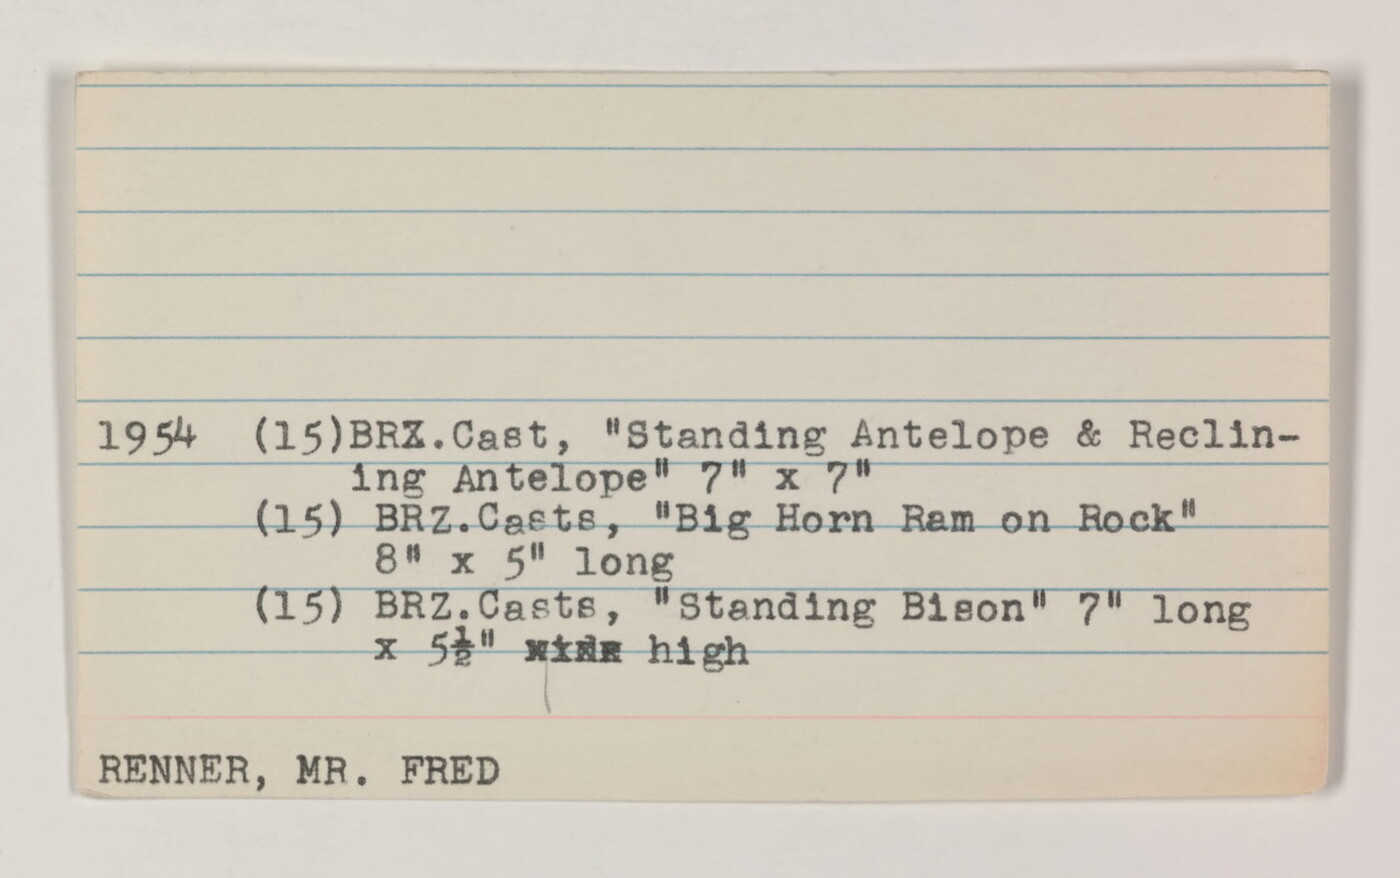 1954 (15)BRZ.Cast, "Standing Antelope & Reclin-
ing Antelope" 7" x 7"
(15) BRZ.Casts, "Big Horn Ram on Rock"
8" x 5" long
(15) BRZ.Casts, "Standing Bison" 7" long
x 5½" high
RENNER, MR. FRED